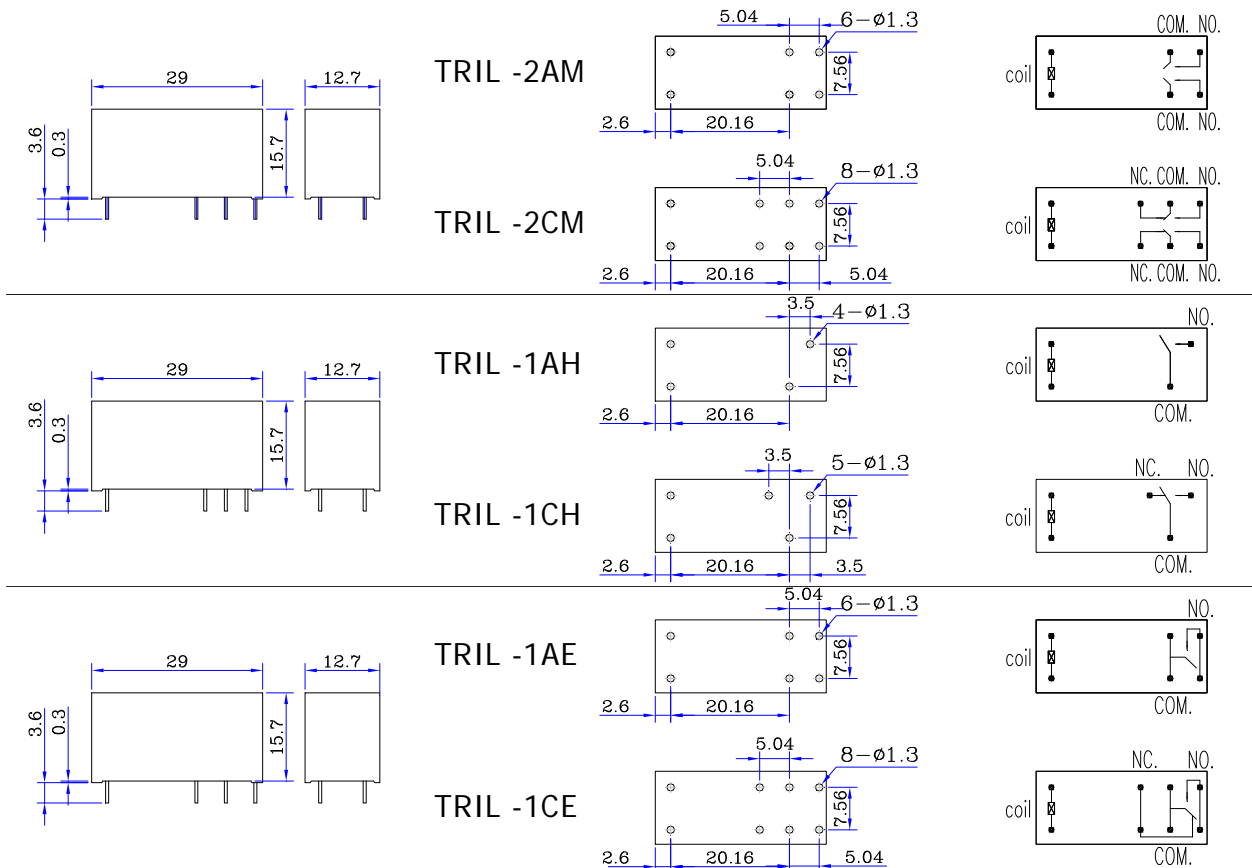 29
12.7
3.6
0.3
15.7
TRIL -2AM
5.04
6-ø1.3
7.56
2.6
20.16
COM. NO.
coil
COM. NO.
TRIL -2CM
5.04
8-ø1.3
7.56
2.6
20.16
5.04
NC. COM. NO.
coil
NC. COM. NO.
29
12.7
3.6
0.3
15.7
TRIL -1AH
3.5
4-ø1.3
7.56
2.6
20.16
NO.
coil
COM.
TRIL -1CH
3.5
5-ø1.3
7.56
2.6
20.16
3.5
NC. NO.
coil
COM.
29
12.7
3.6
0.3
15.7
TRIL -1AE
5.04
6-ø1.3
7.56
2.6
20.16
NO.
coil
COM.
TRIL -1CE
5.04
8-ø1.3
7.56
2.6
20.16
5.04
NC. NO.
coil
COM.